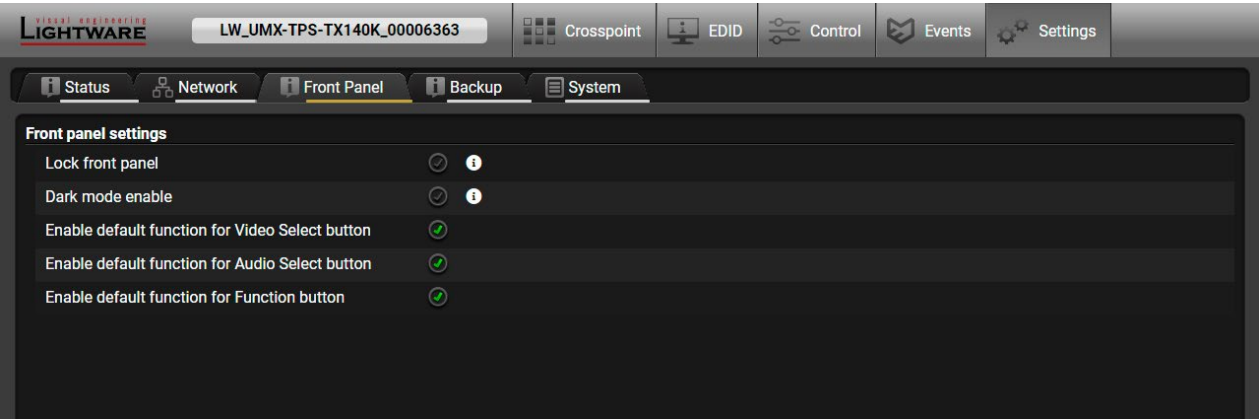 visual engineering
LIGHTWARE
LW_UMX-TPS-TX140K_00006363
Crosspoint
EDID
Control
Events
Settings
Status
Network
Front Panel
Backup
System
Front panel settings
Lock front panel
Dark mode enable
Enable default function for Video Select button
Enable default function for Audio Select button
Enable default function for Function button